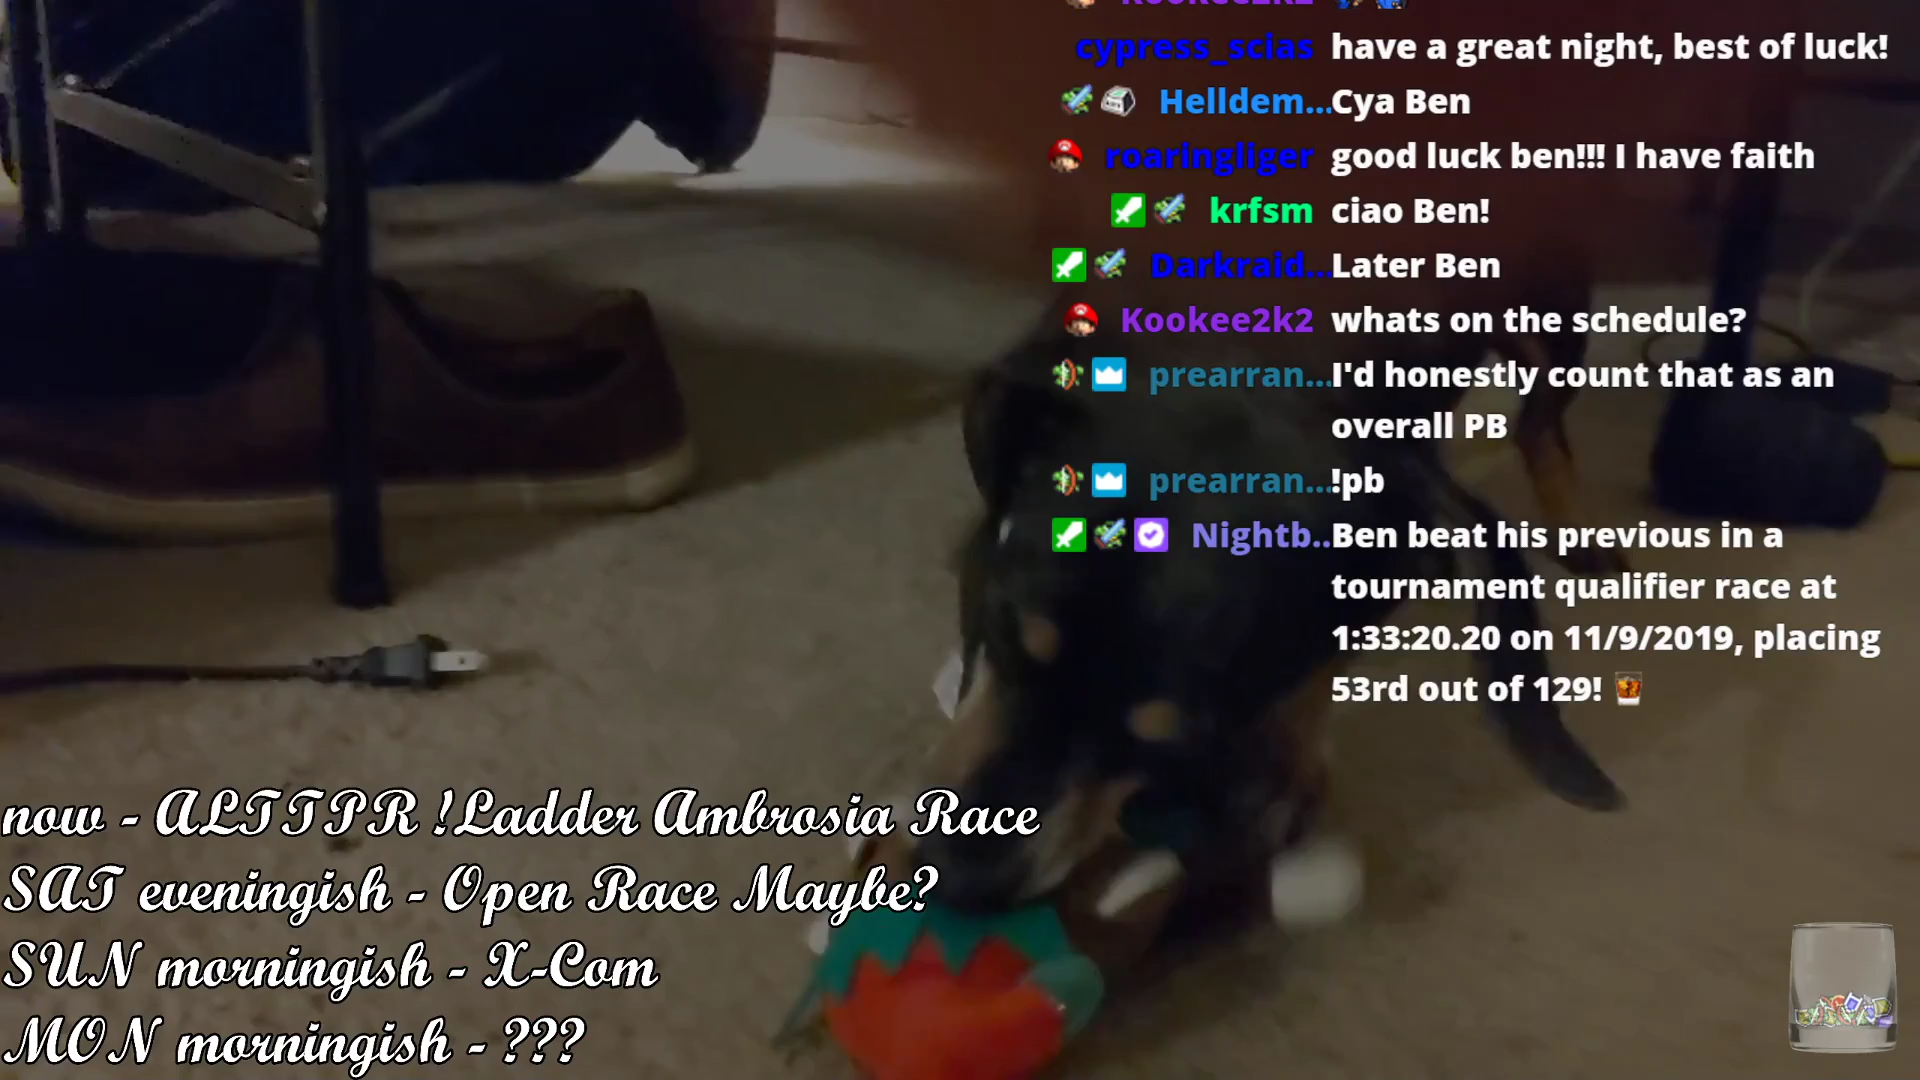 cypress_scias have a great night, best of luck!
Helldem... Cya Ben
roaringliger good luck ben!!! I have faith
krfsm ciao Ben!
Darkraid... Later Ben
Kookee2k2 whats on the schedule?
prearran... I'd honestly count that as an
overall PB
prearran... !pb
Nightb... Ben beat his previous in a
tournament qualifier race at
1:33:20.20 on 11/9/2019, placing
53rd out of 129!
now - ALTTPR !Ladder Ambrosia Race
SAT eveningish - Open Race Maybe?
SUN morningish - X-Com
MON morningish - ???